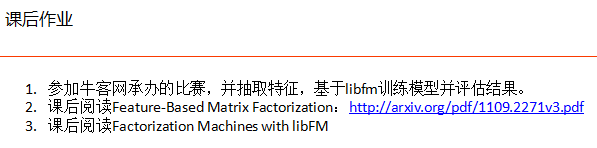 课后作业
1. 参加牛客网承办的比赛，并抽取特征，基于libfm训练模型并评估结果。
2. 课后阅读Feature-Based Matrix Factorization：http://arxiv.org/pdf/1109.2271v3.pdf
3. 课后阅读Factorization Machines with libFM